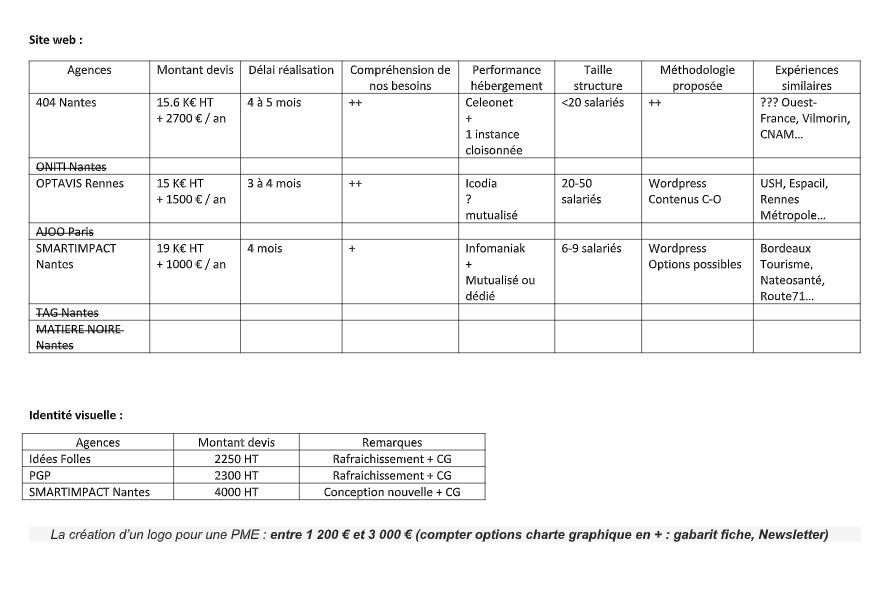 Site web :
Agences Montant devis Délai réalisation Compréhension de nos besoins Performance hébergement Taille structure Méthodologie proposée Expériences similaires
404 Nantes 15.6 K€ HT + 2700 € / an 4 à 5 mois ++ Celeonet + 1 instance cloisonnée <20 salariés ++ ??? Ouest-France, Vilmorin, CNAM…
ONITI Nantes
OPTAVIS Rennes 15 K€ HT + 1500 € / an 3 à 4 mois ++ Icodia ? mutualisé 20-50 salariés Wordpress Contenus C-O USH, Espacil, Rennes Métropole…
AJOO Paris
SMARTIMPACT Nantes 19 K€ HT + 1000 € / an 4 mois + Infomaniak + Mutualisé ou dédié 6-9 salariés Wordpress Options possibles Bordeaux Tourisme, Nateosanté, Route71…
TAG Nantes
MATIERE NOIRE Nantes
Identité visuelle :
Agences Montant devis Remarques
Idées Folles 2250 HT Rafraichissement + CG
PGP 2300 HT Rafraichissement + CG
SMARTIMPACT Nantes 4000 HT Conception nouvelle + CG
La création d’un logo pour une PME : entre 1 200 € et 3 000 € (compter options charte graphique en + : gabarit fiche, Newsletter)